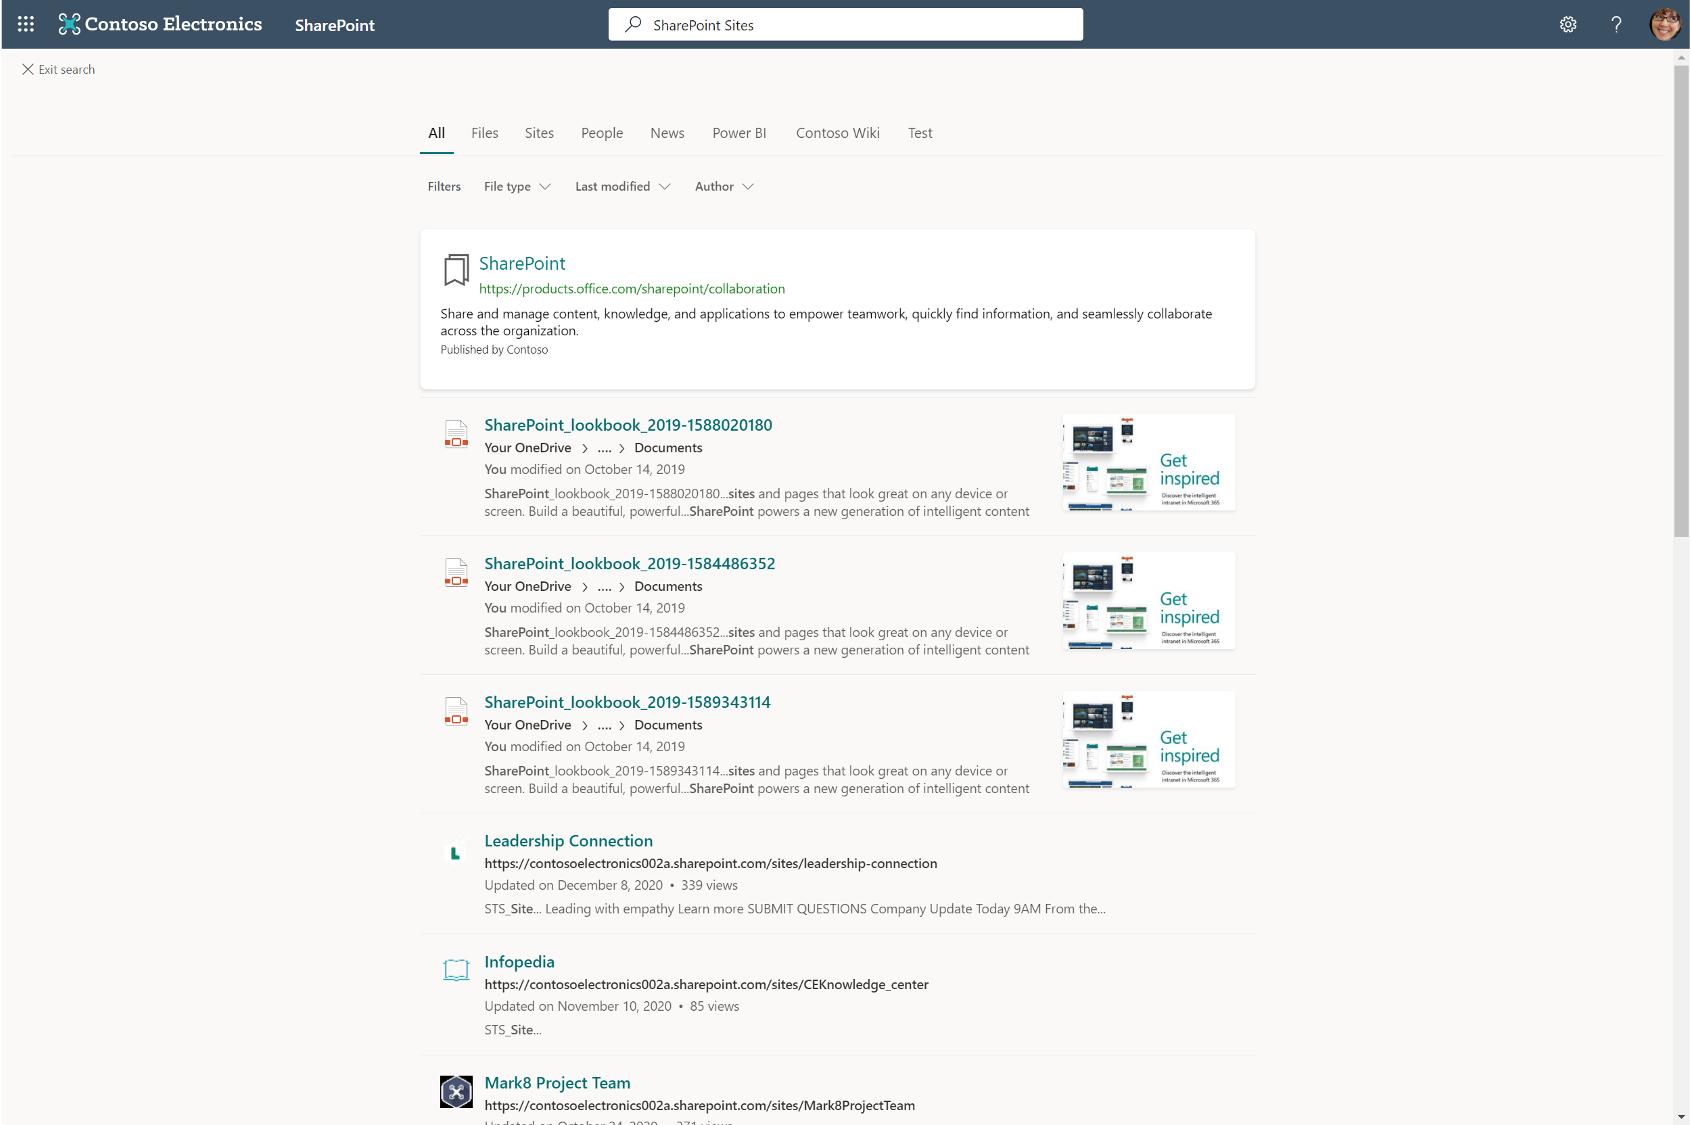 Contoso Electronics SharePoint SharePoint Sites ?
Exit search
All Files Sites People News Power BI Contoso Wiki Test
Filters File type Last modified Author
SharePoint
https://products.office.com/sharepoint/collaboration
Share and manage content, knowledge, and applications to empower teamwork, quickly find information, and seamlessly collaborate
across the organization.
Published by Contoso
SharePoint_lookbook_2019-1588020180
Your OneDrive > .... > Documents
You modified on October 14, 2019
SharePoint_lookbook_2019-1588020180...sites and pages that look great on any device or
screen. Build a beautiful, powerful...SharePoint powers a new generation of intelligent content
Get
inspired
Discover the intelligent
intranet in Microsoft 365
SharePoint_lookbook_2019-1584486352
Your OneDrive > .... > Documents
You modified on October 14, 2019
SharePoint_lookbook_2019-1584486352...sites and pages that look great on any device or
screen. Build a beautiful, powerful...SharePoint powers a new generation of intelligent content
Get
inspired
Discover the intelligent
intranet in Microsoft 365
SharePoint_lookbook_2019-1589343114
Your OneDrive > .... > Documents
You modified on October 14, 2019
SharePoint_lookbook_2019-1589343114...sites and pages that look great on any device or
screen. Build a beautiful, powerful...SharePoint powers a new generation of intelligent content
Get
inspired
Discover the intelligent
intranet in Microsoft 365
L
Leadership Connection
https://contosoelectronics002a.sharepoint.com/sites/leadership-connection
Updated on December 8, 2020 • 339 views
STS_Site... Leading with empathy Learn more SUBMIT QUESTIONS Company Update Today 9AM From the...
Infopedia
https://contosoelectronics002a.sharepoint.com/sites/CEKnowledge_center
Updated on November 10, 2020 • 85 views
STS_Site...
Mark8 Project Team
https://contosoelectronics002a.sharepoint.com/sites/Mark8ProjectTeam